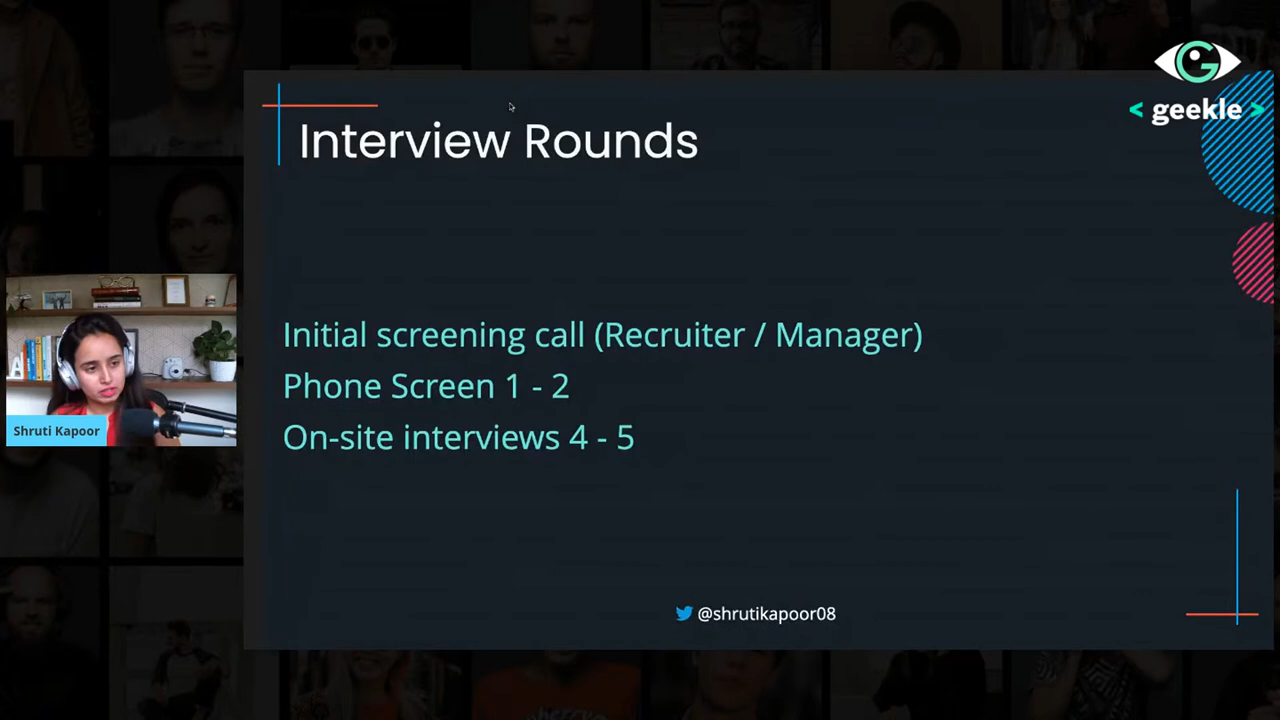 < geekle >
Interview Rounds
Initial screening call (Recruiter / Manager)
Phone Screen 1 - 2
On-site interviews 4 - 5
Shruti Kapoor
@shrutikapoor08